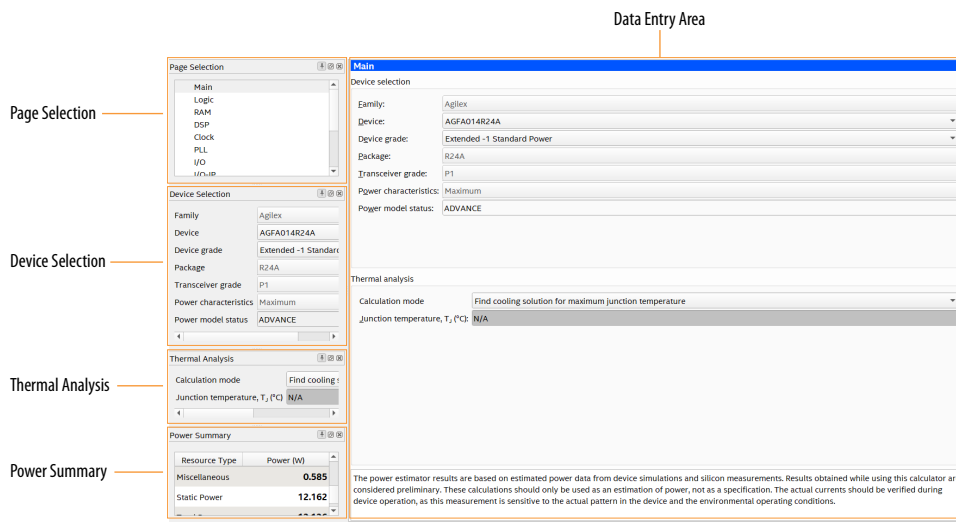 Data Entry Area
Page Selection
Page Selection
Main
Logic
RAM
DSP
Clock
PLL
I/O
I/O-IP
Device Selection
Device Selection
Family Agilex
Device AGFA014R24A
Device grade Extended -1 Standard
Package R24A
Transceiver grade P1
Power characteristics Maximum
Power model status ADVANCE
Thermal Analysis
Thermal Analysis
Calculation mode Find cooling s
Junction temperature, TJ (°C) N/A
Power Summary
Power Summary
Resource Type Power (W)
Miscellaneous 0.585
Static Power 12.162
Main
Device selection
Family: Agilex
Device: AGFA014R24A
Device grade: Extended -1 Standard Power
Package: R24A
Transceiver grade: P1
Power characteristics: Maximum
Power model status: ADVANCE
Thermal analysis
Calculation mode Find cooling solution for maximum junction temperature
Junction temperature, TJ (°C): N/A
The power estimator results are based on estimated power data from device simulations and silicon measurements. Results obtained while using this calculator ar
considered preliminary. These calculations should only be used as an estimation of power, not as a specification. The actual currents should be verified during
device operation, as this measurement is sensitive to the actual pattern in the device and the environmental operating conditions.